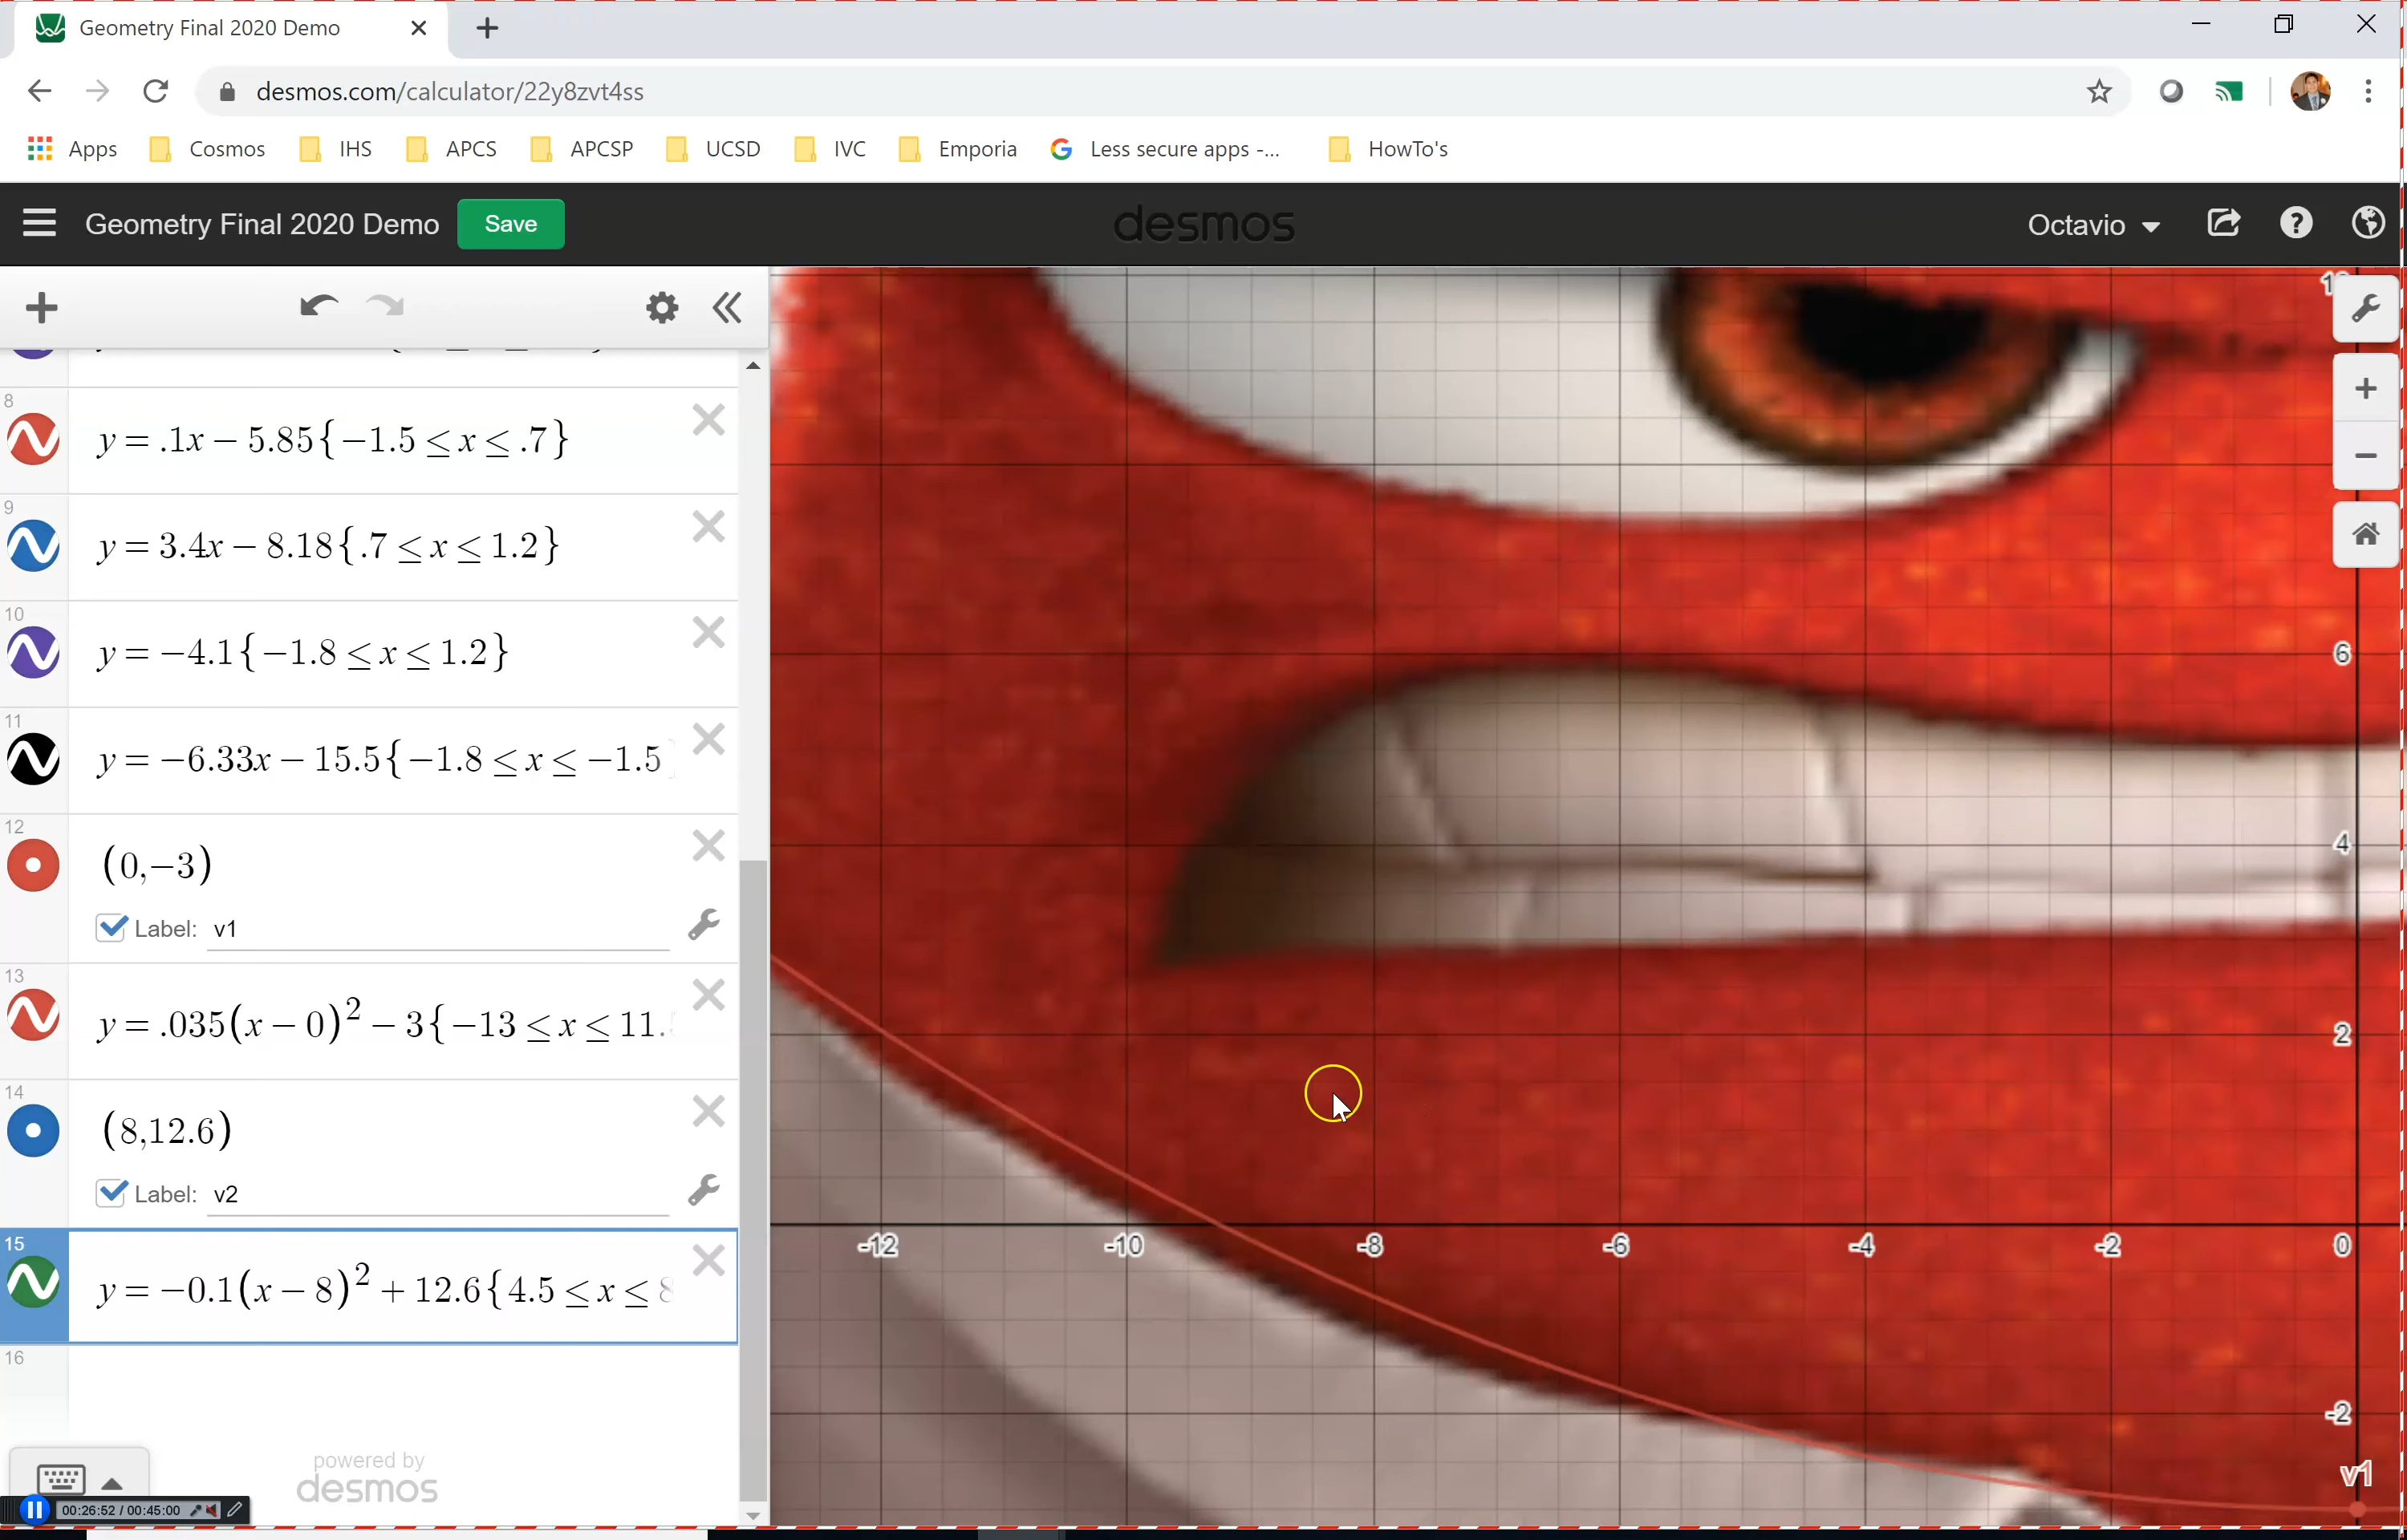 Geometry Final 2020 Demo
desmos.com/calculator/22y8zvt4ss
Apps Cosmos IHS APCS APCSP UCSD IVC Emporia Less secure apps -... HowTo's
Geometry Final 2020 Demo Save desmos Octavio
8
y = .1x − 5.85{−1.5 ≤ x ≤ .7}
9
y = 3.4x − 8.18{.7 ≤ x ≤ 1.2}
10
y = −4.1{−1.8 ≤ x ≤ 1.2}
11
y = −6.33x − 15.5{−1.8 ≤ x ≤ −1.5
12
(0,−3)
Label: v1
13
y = .035(x − 0)² − 3{−13 ≤ x ≤ 11.
14
(8,12.6)
Label: v2
15
y = −0.1(x − 8)² + 12.6{4.5 ≤ x ≤ 8
16
powered by
desmos
00:26:52 / 00:45:00
6
4
2
-12 -10 -8 -6 -4 -2 0
-2
v1